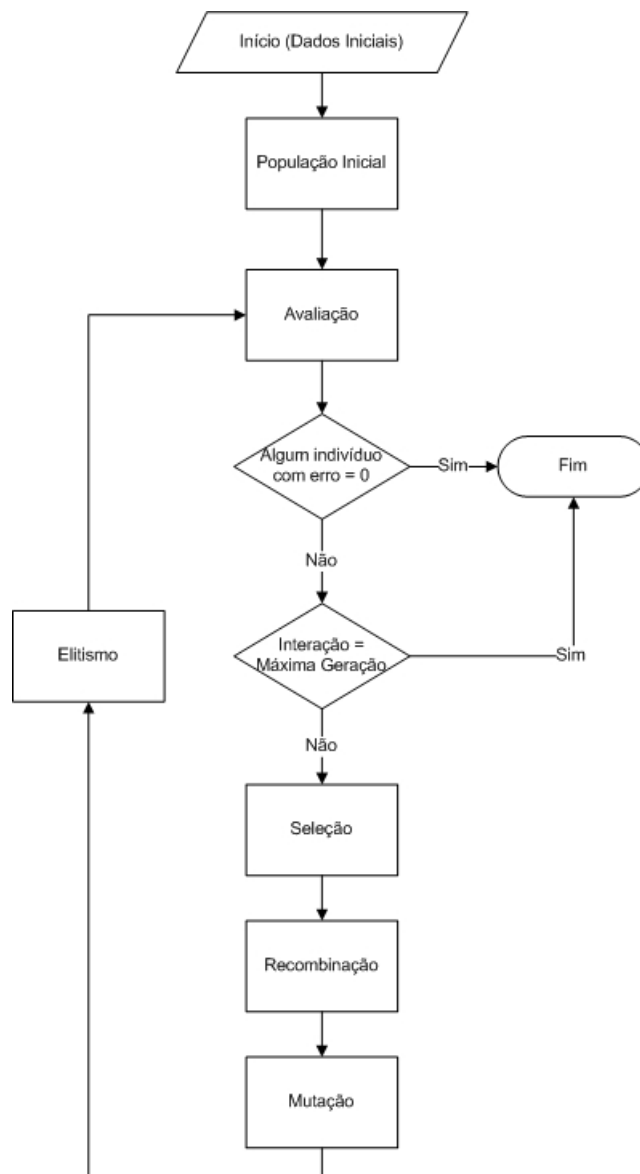 Início (Dados Iniciais)
População Inicial
Avaliação
Algum indivíduo
com erro = 0
Sim
Fim
Não
Elitismo
Interação =
Máxima Geração
Sim
Não
Seleção
Recombinação
Mutação